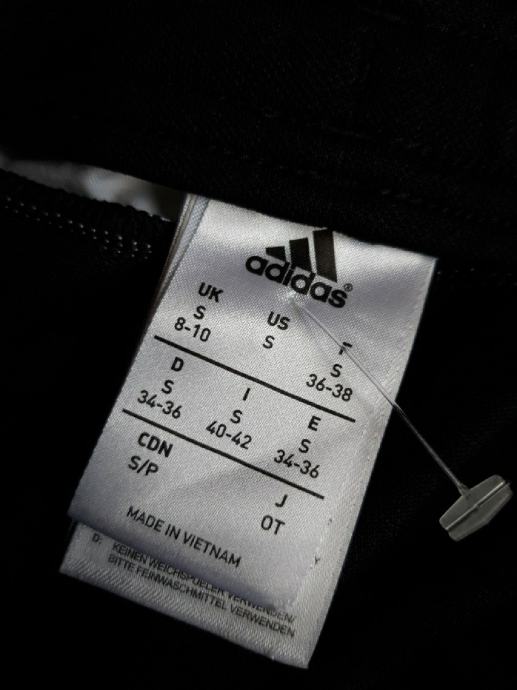 adidas®
UK US F
S S S
8-10 36-38
D I E
S S S
34-36 40-42 34-36
CDN J
S/P OT
MADE IN VIETNAM
D: KEINEN WEICHSPÜLER VERWENDEN/
BITTE FEINWASCHMITTEL VERWENDEN